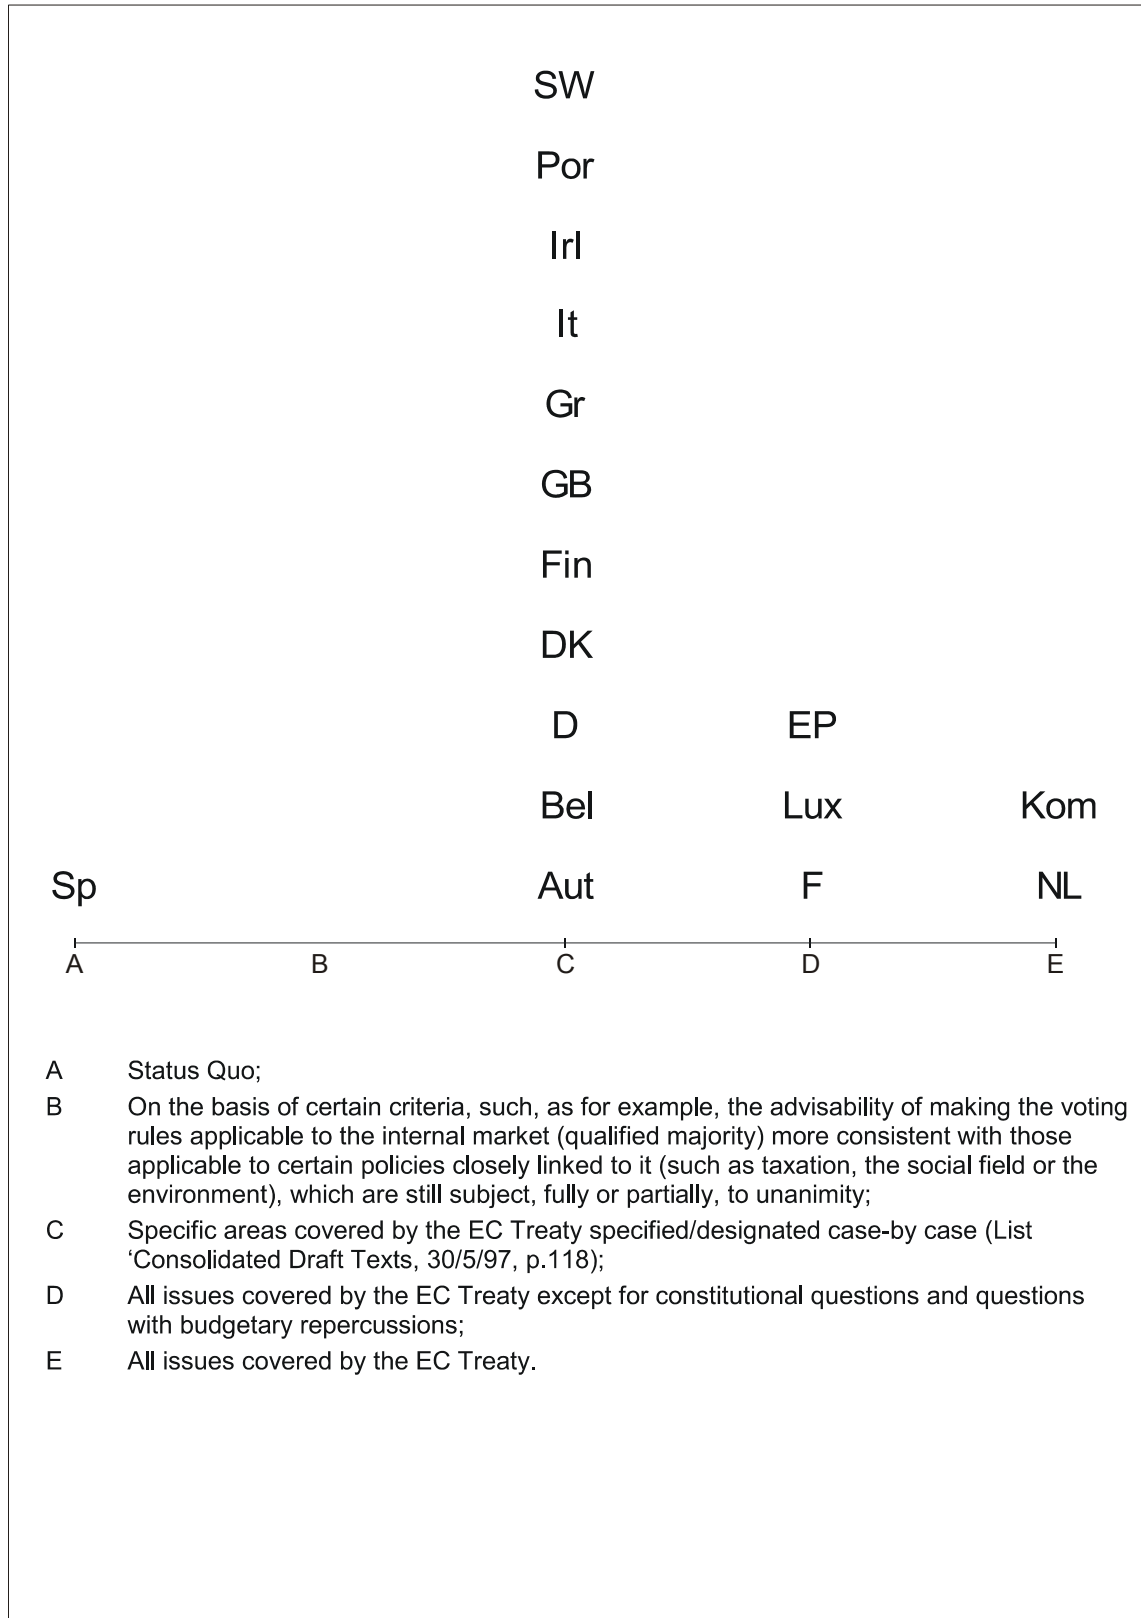 SW
Por
Irl
It
Gr
GB
Fin
DK
D EP
Bel Lux Kom
Sp Aut F NL
A B C D E
A Status Quo;
B On the basis of certain criteria, such, as for example, the advisability of making the voting
rules applicable to the internal market (qualified majority) more consistent with those
applicable to certain policies closely linked to it (such as taxation, the social field or the
environment), which are still subject, fully or partially, to unanimity;
C Specific areas covered by the EC Treaty specified/designated case-by case (List
‘Consolidated Draft Texts, 30/5/97, p.118);
D All issues covered by the EC Treaty except for constitutional questions and questions
with budgetary repercussions;
E All issues covered by the EC Treaty.